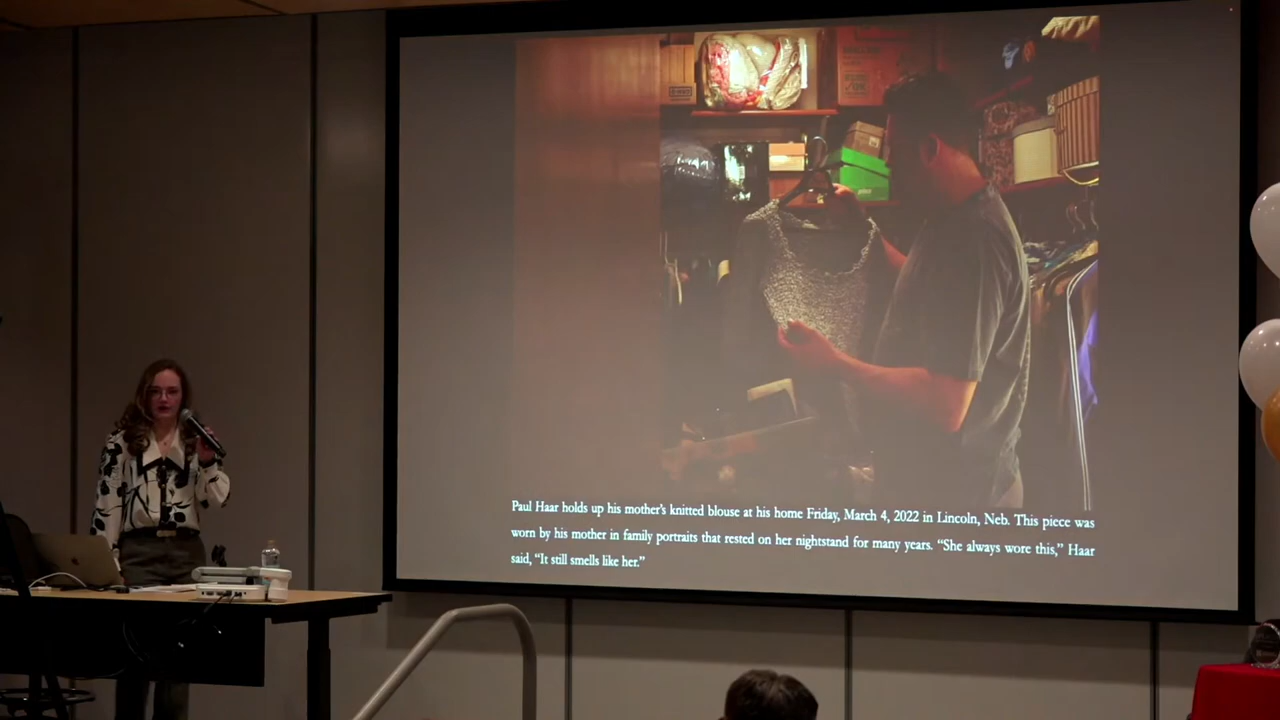 Paul Haar holds up his mother's knitted blouse at his home Friday, March 4, 2022 in Lincoln, Neb. This piece was
worn by his mother in family portraits that rested on her nightstand for many years. “She always wore this,” Haar
said, “It still smells like her.”